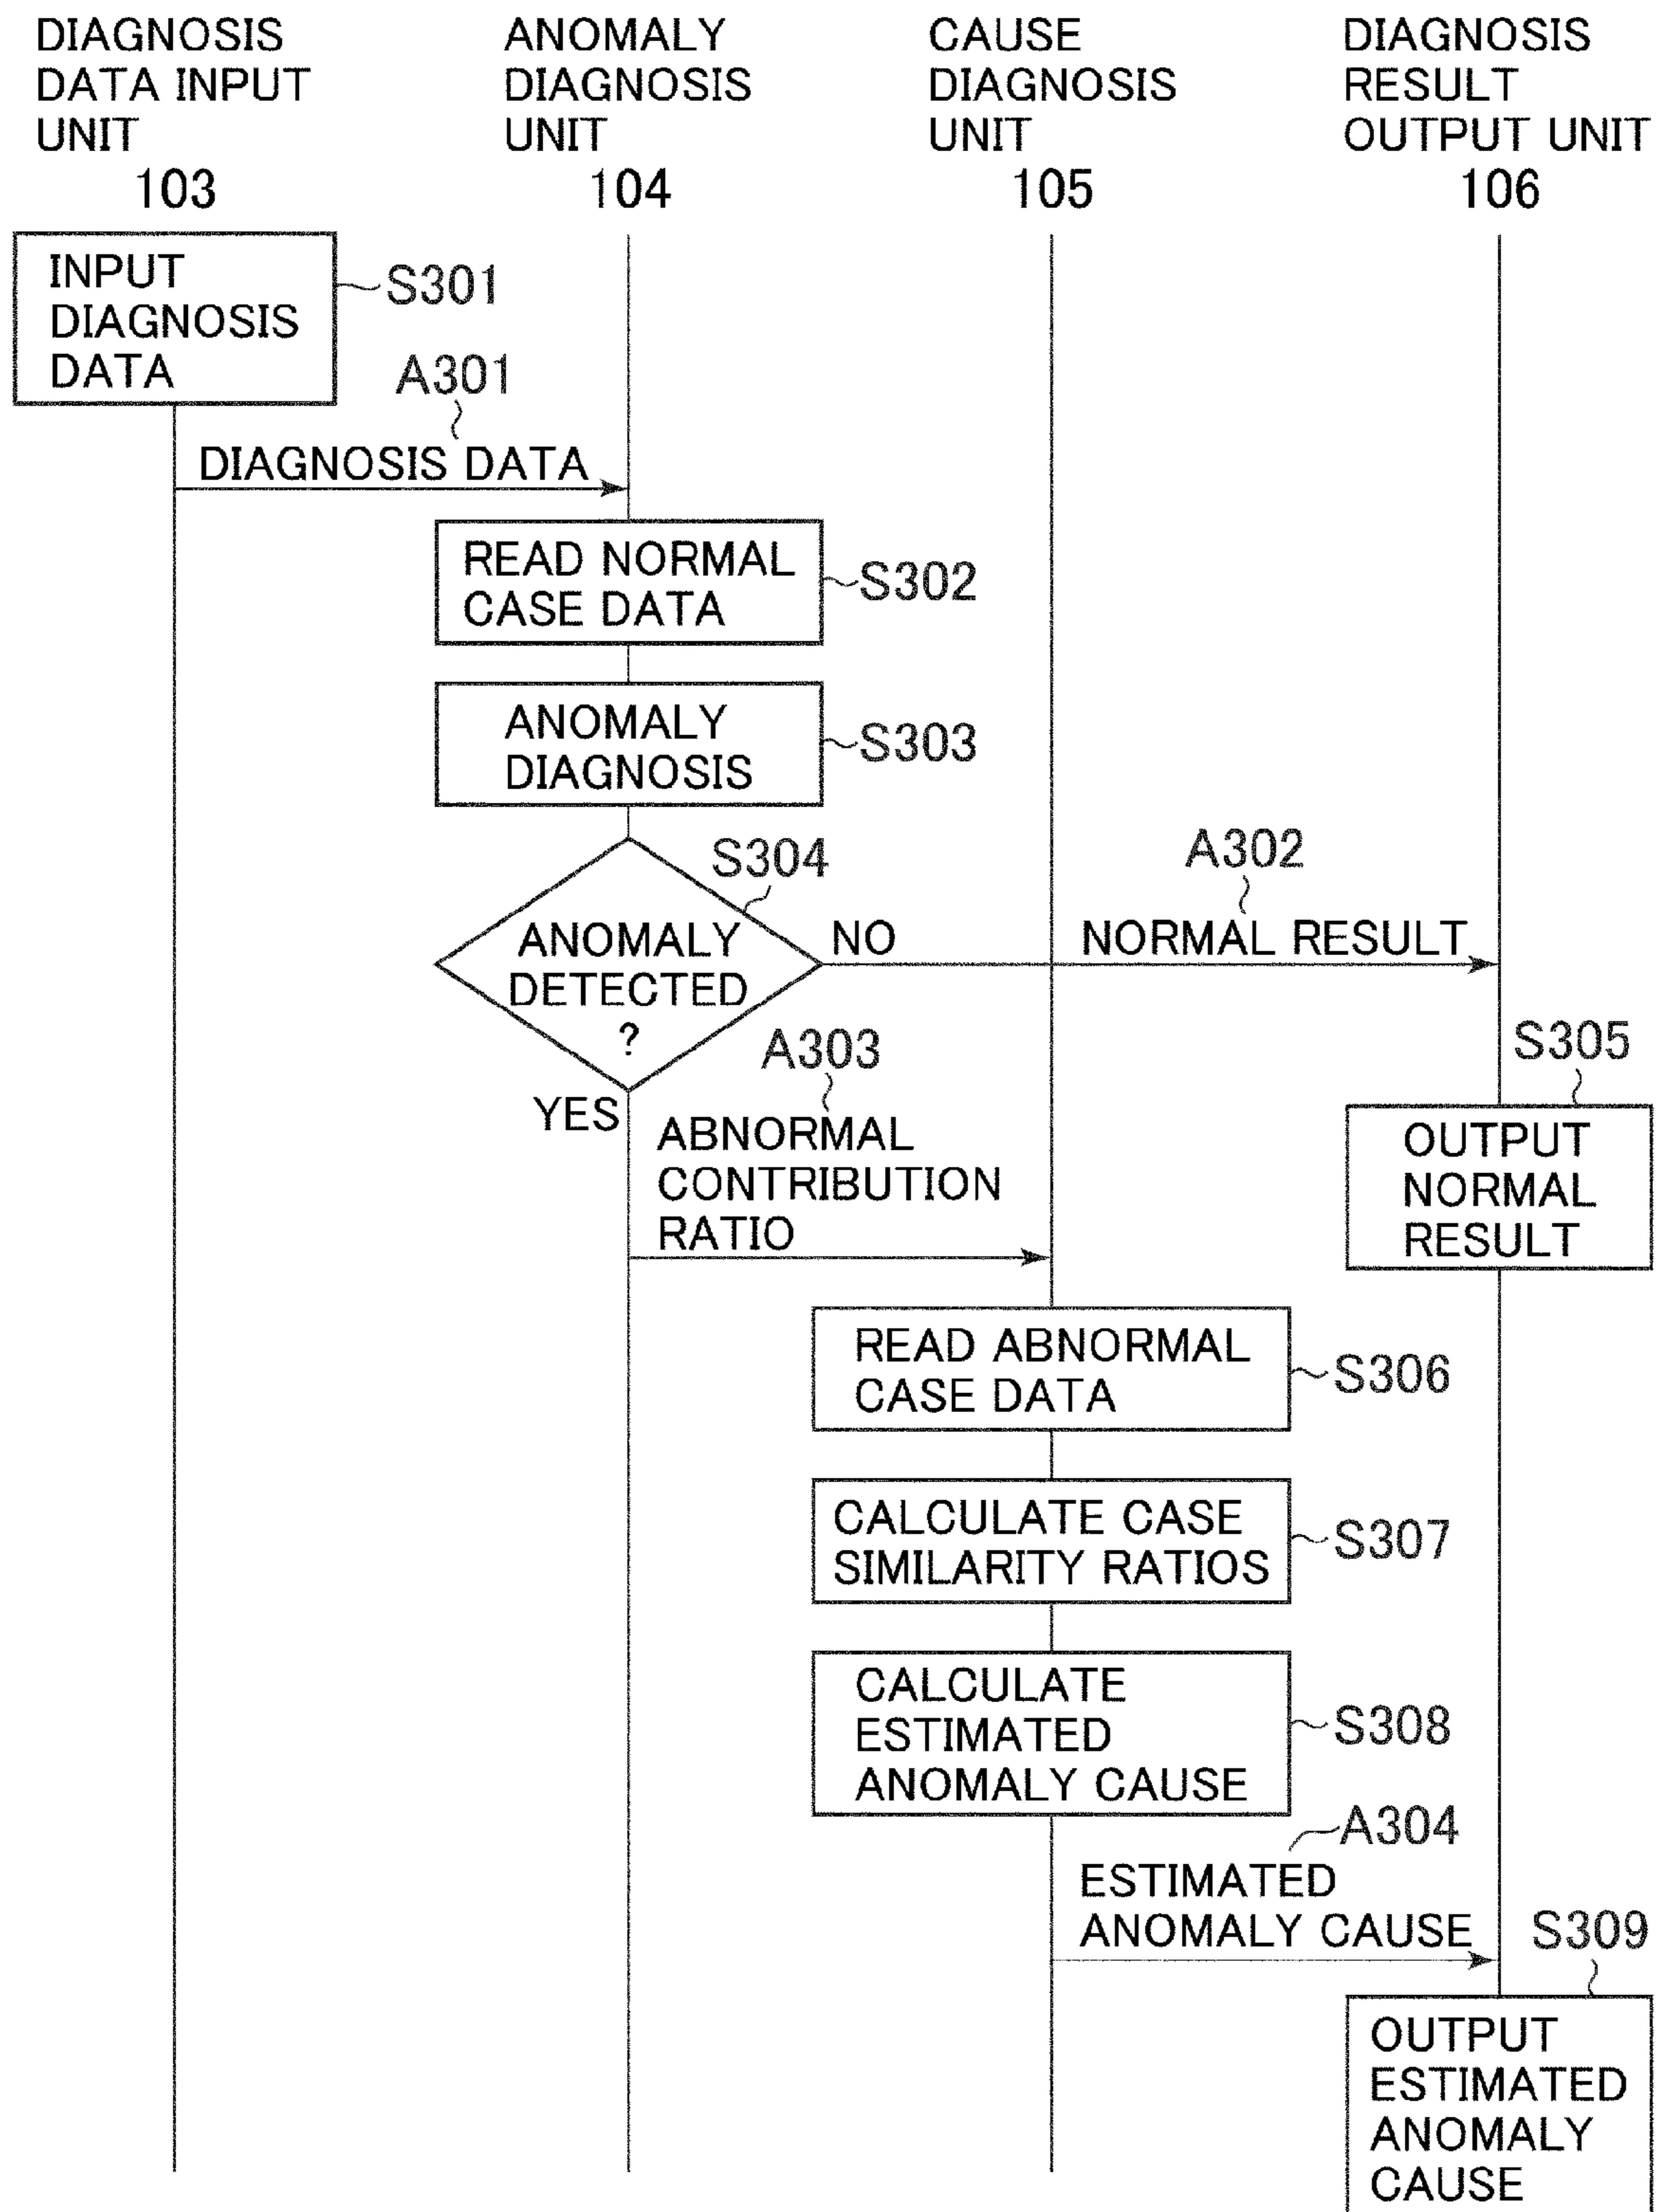 DIAGNOSIS
DATA INPUT
UNIT
103
ANOMALY
DIAGNOSIS
UNIT
104
CAUSE
DIAGNOSIS
UNIT
105
DIAGNOSIS
RESULT
OUTPUT UNIT
106
INPUT
DIAGNOSIS
DATA
S301
A301
DIAGNOSIS DATA
READ NORMAL
CASE DATA
S302
ANOMALY
DIAGNOSIS
S303
S304
ANOMALY
DETECTED
?
NO
A302
NORMAL RESULT
S305
OUTPUT
NORMAL
RESULT
YES
A303
ABNORMAL
CONTRIBUTION
RATIO
READ ABNORMAL
CASE DATA
S306
CALCULATE CASE
SIMILARITY RATIOS
S307
CALCULATE
ESTIMATED
ANOMALY CAUSE
S308
A304
ESTIMATED
ANOMALY CAUSE
S309
OUTPUT
ESTIMATED
ANOMALY
CAUSE